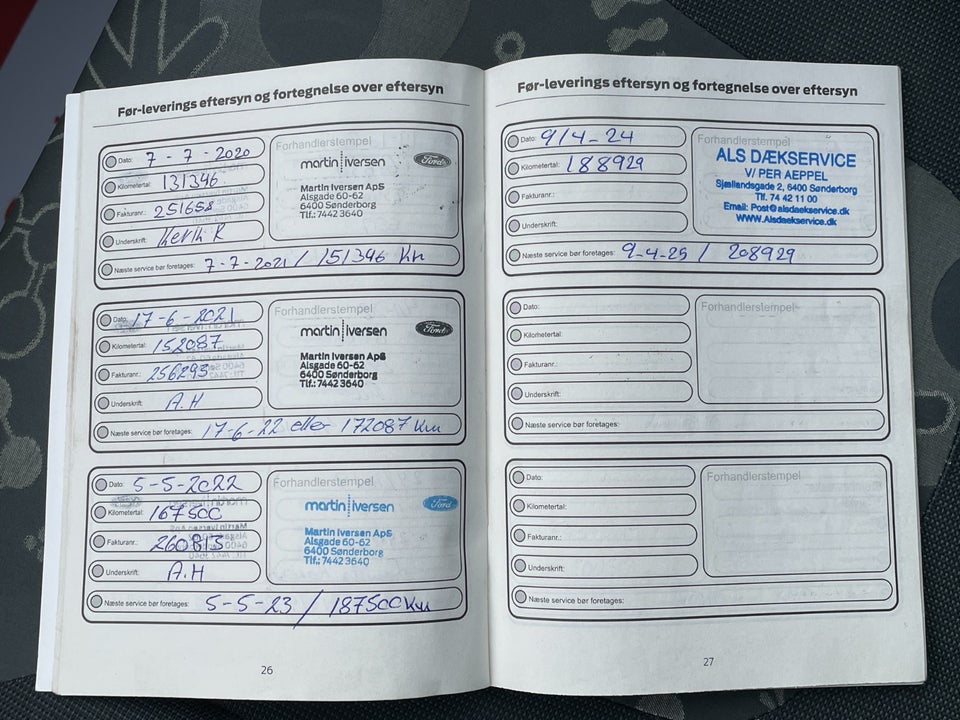 Før-leverings eftersyn og fortegnelse over eftersyn
Dato: 7 - 7 - 2020
Kilometertal: 131346
Fakturanr.: 251658
Underskrift: R
Forhandlerstempel
martin iversen Ford
Martin Iversen ApS
Alsgade 60-62
6400 Sønderborg
Tlf.: 7442 3640
Næste service bør foretages: 7-7-2021 / 151346 Km
Dato: 17-6-2021
Kilometertal: 152087
Fakturanr.: 256293
Underskrift: A.H
Forhandlerstempel
martin iversen Ford
Martin Iversen ApS
Alsgade 60-62
6400 Sønderborg
Tlf.: 7442 3640
Næste service bør foretages: 17-6-22 eller 172087 Km
Dato: 5-5-2022
Kilometertal: 167500
Fakturanr.: 260813
Underskrift: A.H
Forhandlerstempel
martin iversen Ford
Martin Iversen ApS
Alsgade 60-62
6400 Sønderborg
Tlf.: 7442 3640
Næste service bør foretages: 5-5-23 / 187500 Km
26
Før-leverings eftersyn og fortegnelse over eftersyn
Dato: 9/4-24
Kilometertal: 188929
Fakturanr.:
Underskrift:
Forhandlerstempel
ALS DÆKSERVICE
V/ PER AEPPEL
Sjællandsgade 2, 6400 Sønderborg
Tlf. 74 42 11 00
Email: Post@alsdaekservice.dk
WWW.Alsdaekservice.dk
Næste service bør foretages: 9-4-25 / 208929
Dato:
Kilometertal:
Fakturanr.:
Underskrift:
Forhandlerstempel
Næste service bør foretages:
Dato:
Kilometertal:
Fakturanr.:
Underskrift:
Forhandlerstempel
Næste service bør foretages:
27